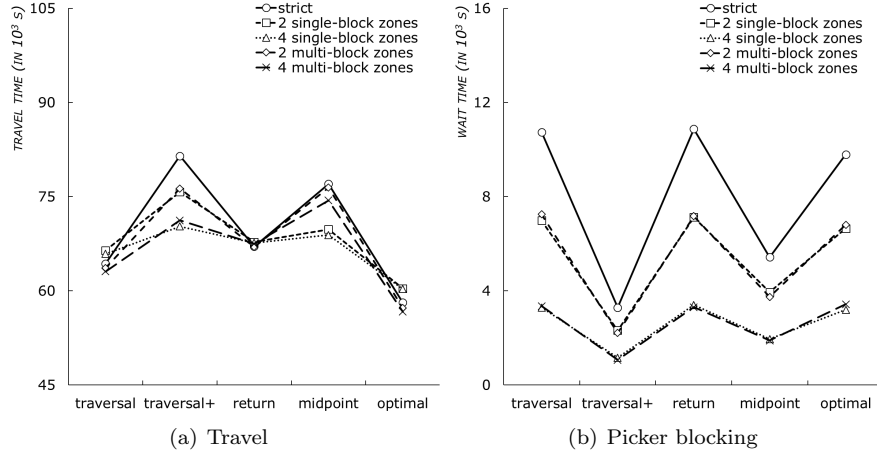 TRAVEL TIME (IN 10³ S)
105
90
75
60
45
strict
2 single-block zones
4 single-block zones
2 multi-block zones
4 multi-block zones
traversal traversal+ return midpoint optimal
(a) Travel
WAIT TIME (IN 10³ S)
16
12
8
4
0
strict
2 single-block zones
4 single-block zones
2 multi-block zones
4 multi-block zones
traversal traversal+ return midpoint optimal
(b) Picker blocking